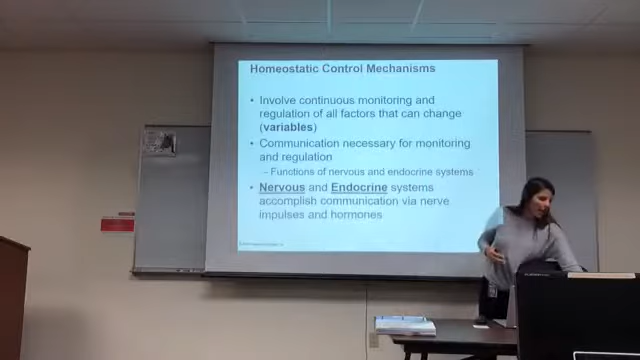 Homeostatic Control Mechanisms
• Involve continuous monitoring and
regulation of all factors that can change
(variables)
• Communication necessary for monitoring
and regulation
– Functions of nervous and endocrine systems
• Nervous and Endocrine systems
accomplish communication via nerve
impulses and hormones